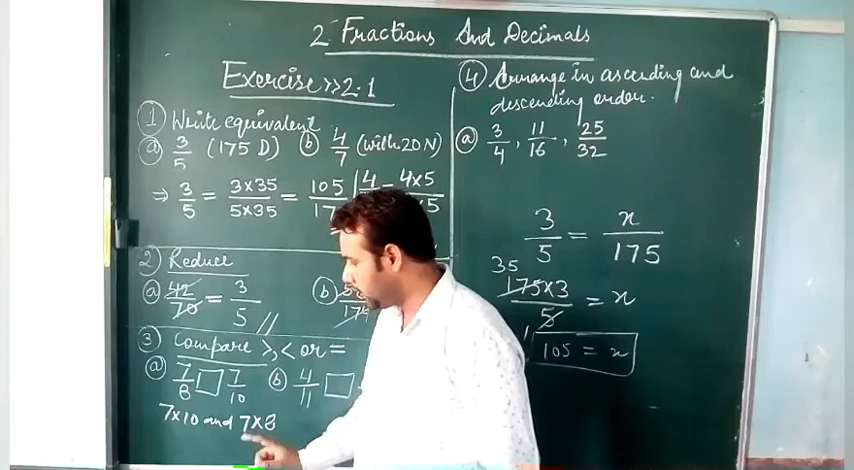 2 Fractions And Decimals
Exercise >> 2.1
① Write equivalent
ⓐ 3/5 (175 D) ⓑ 4/7 (with 20 N)
⇒ 3/5 = 3x35/5x35 = 105/17 | 4/ = 4x5/x5
2) Reduce
ⓐ 42/70 = 3/5 //
ⓑ
③ Compare >, < or =
ⓐ 7/8 □ 7/10 ⓑ 4/11 □
7x10 and 7x8
④ Arrange in ascending and
descending order.
ⓐ 3/4, 11/16, 25/32
3/5 = x/175
35
175x3/5 = x
1
105 = x